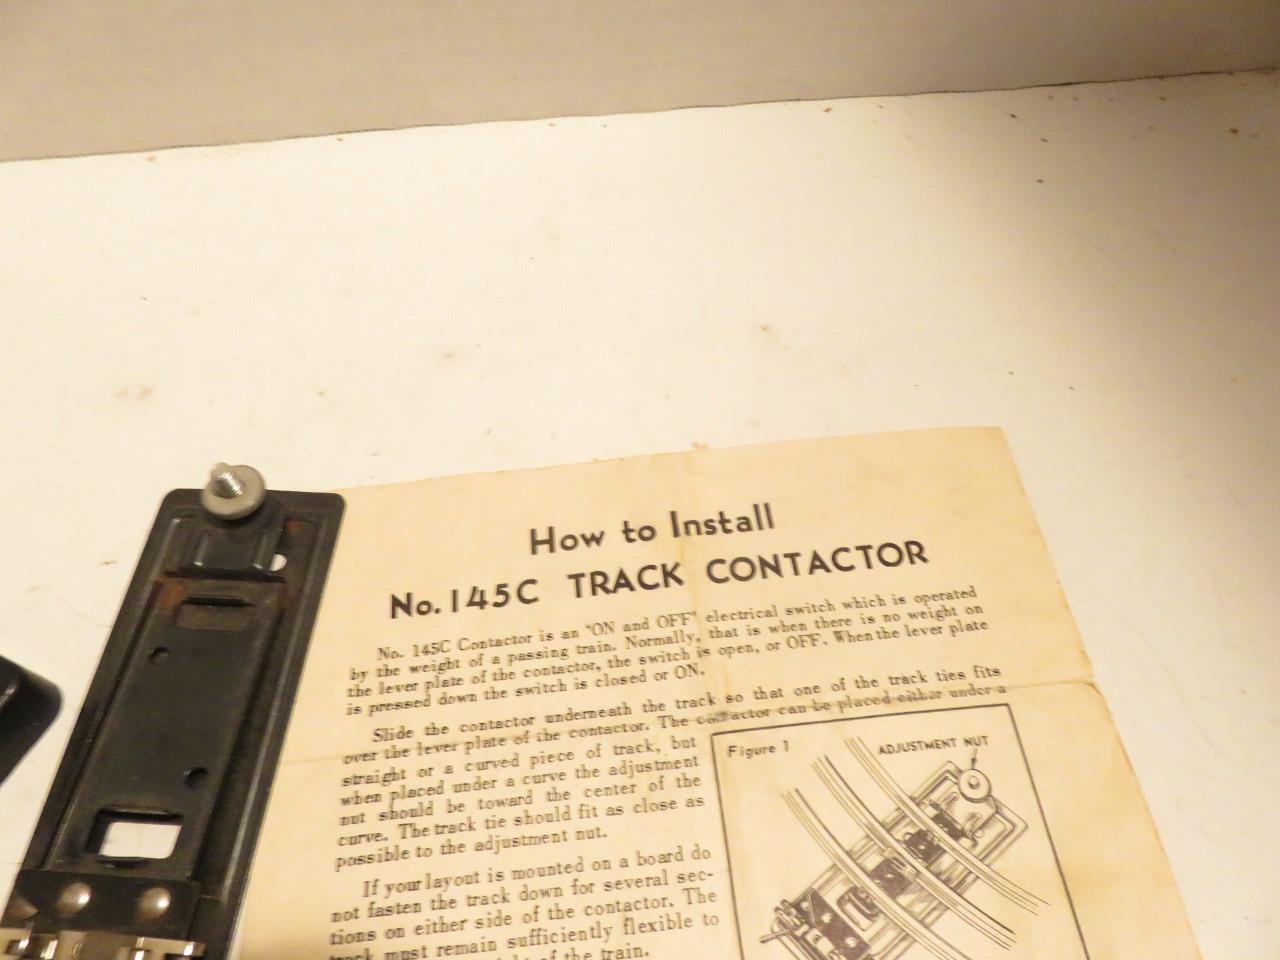 How to Install
No. 145C TRACK CONTACTOR
No. 145C Contactor is an "ON and OFF" electrical switch which is operated
by the weight of a passing train. Normally, that is when there is no weight on
the lever plate of the contactor, the switch is open, or OFF. When the lever plate
is pressed down the switch is closed or ON.
Slide the contactor underneath the track so that one of the track ties fits
over the lever plate of the contactor. The contactor can be placed either under a
straight or a curved piece of track, but
when placed under a curve the adjustment
nut should be toward the center of the
curve. The track tie should fit as close as
possible to the adjustment nut.
If your layout is mounted on a board do
not fasten the track down for several sec-
tions on either side of the contactor. The
track must remain sufficiently flexible to
of the train.
Figure 1
ADJUSTMENT NUT